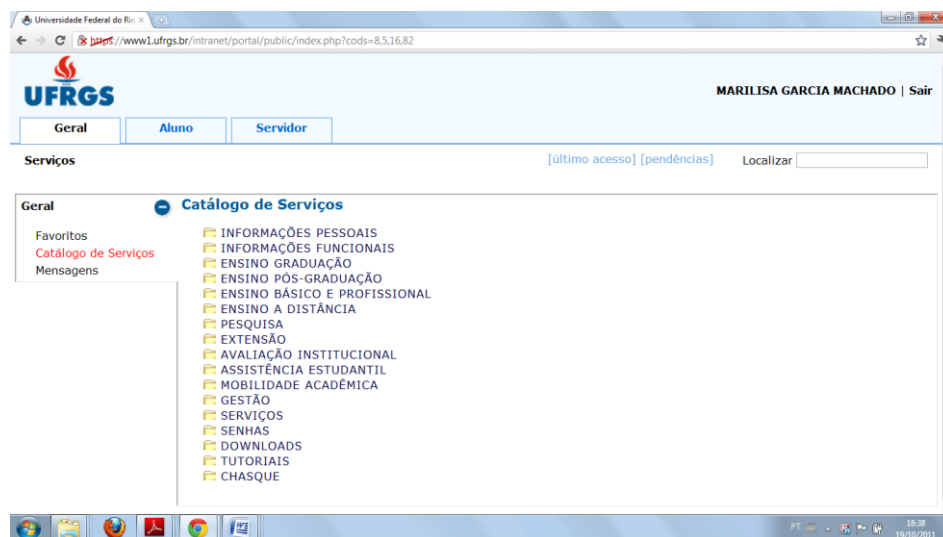 Universidade Federal do Rio
https://www1.ufrgs.br/intranet/portal/public/index.php?cods=8,5,16,82
UFRGS
MARILISA GARCIA MACHADO | Sair
Geral Aluno Servidor
Serviços [último acesso] [pendências] Localizar
Geral
Favoritos
Catálogo de Serviços
Mensagens
Catálogo de Serviços
INFORMAÇÕES PESSOAIS
INFORMAÇÕES FUNCIONAIS
ENSINO GRADUAÇÃO
ENSINO PÓS-GRADUAÇÃO
ENSINO BÁSICO E PROFISSIONAL
ENSINO A DISTÂNCIA
PESQUISA
EXTENSÃO
AVALIAÇÃO INSTITUCIONAL
ASSISTÊNCIA ESTUDANTIL
MOBILIDADE ACADÊMICA
GESTÃO
SERVIÇOS
SENHAS
DOWNLOADS
TUTORIAIS
CHASQUE
PT 18:38
19/10/2011